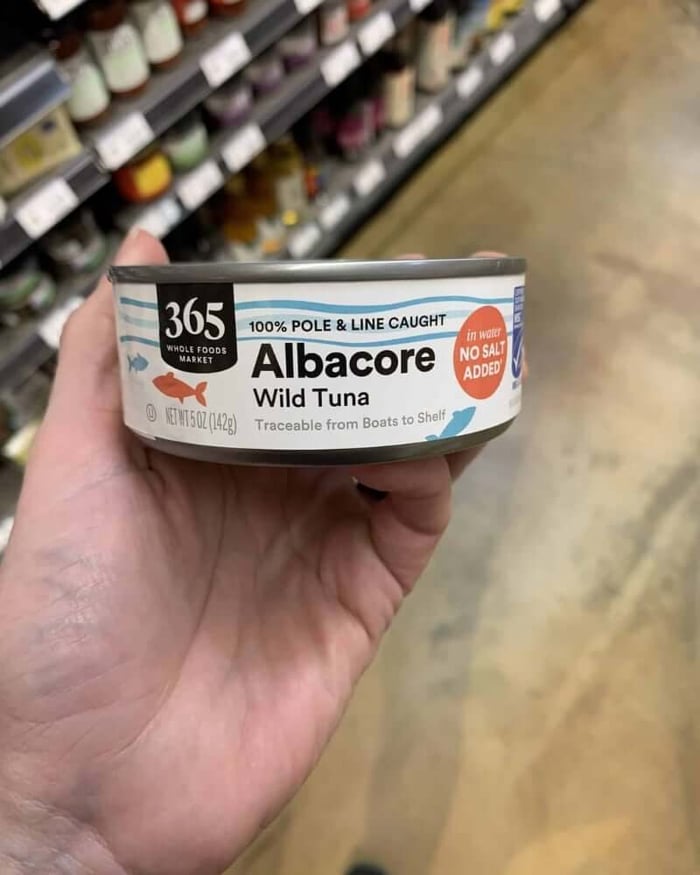 365
WHOLE FOODS
MARKET
100% POLE & LINE CAUGHT
Albacore
Wild Tuna
Traceable from Boats to Shelf
in water
NO SALT
ADDED
NET WT 5 OZ (142g)